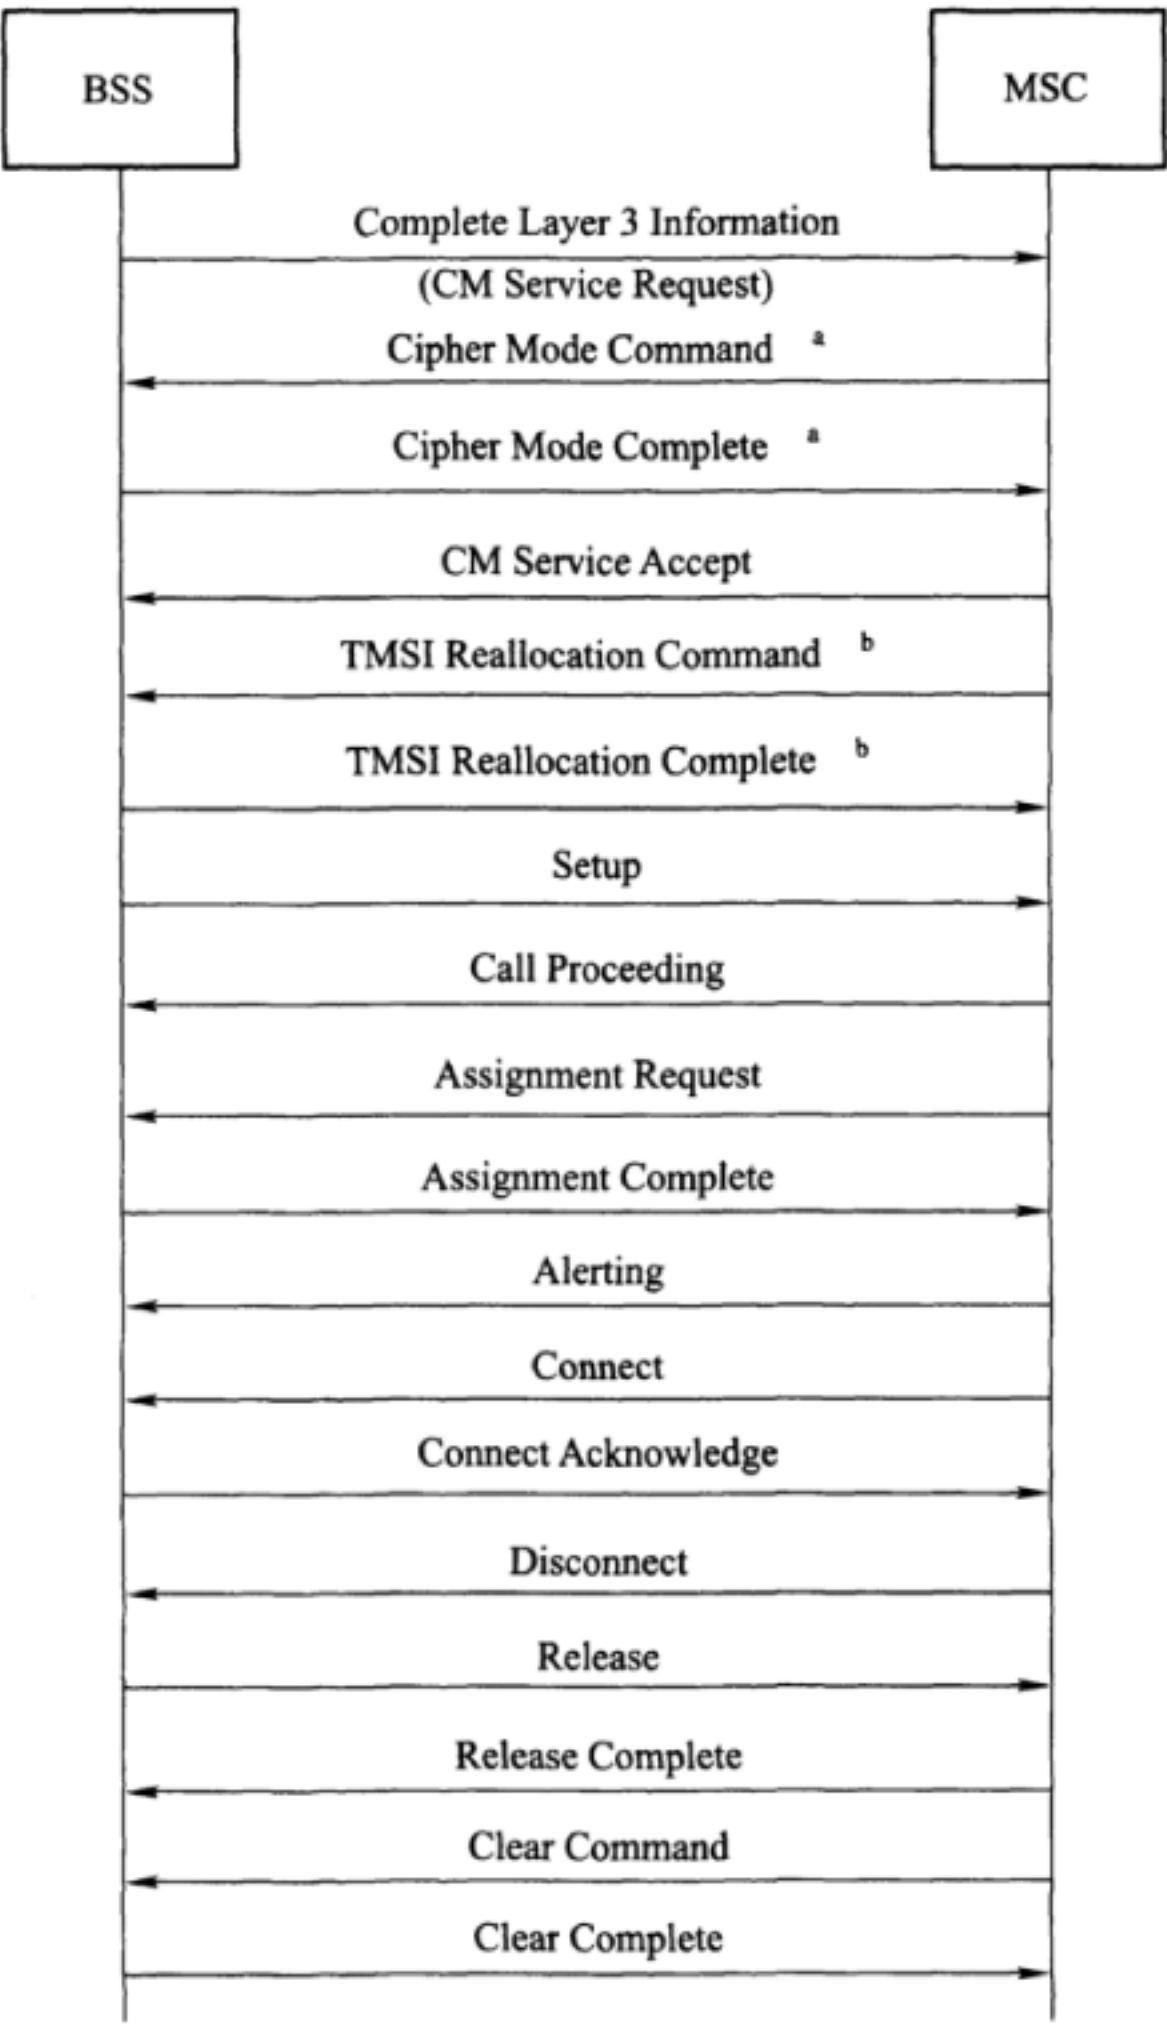 BSS
MSC
Complete Layer 3 Information
(CM Service Request)
Cipher Mode Command a
Cipher Mode Complete a
CM Service Accept
TMSI Reallocation Command b
TMSI Reallocation Complete b
Setup
Call Proceeding
Assignment Request
Assignment Complete
Alerting
Connect
Connect Acknowledge
Disconnect
Release
Release Complete
Clear Command
Clear Complete